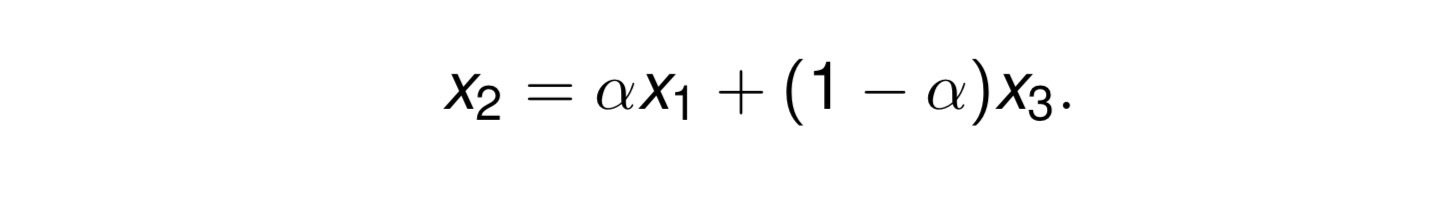 x₂ = αx₁ + (1 − α)x₃.